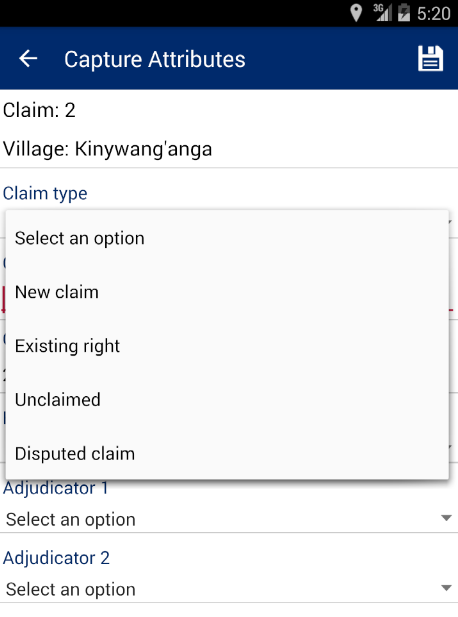 3G 5:20
Capture Attributes
Claim: 2
Village: Kinywang'anga
Claim type
Select an option
New claim
Existing right
Unclaimed
Disputed claim
Adjudicator 1
Select an option
Adjudicator 2
Select an option